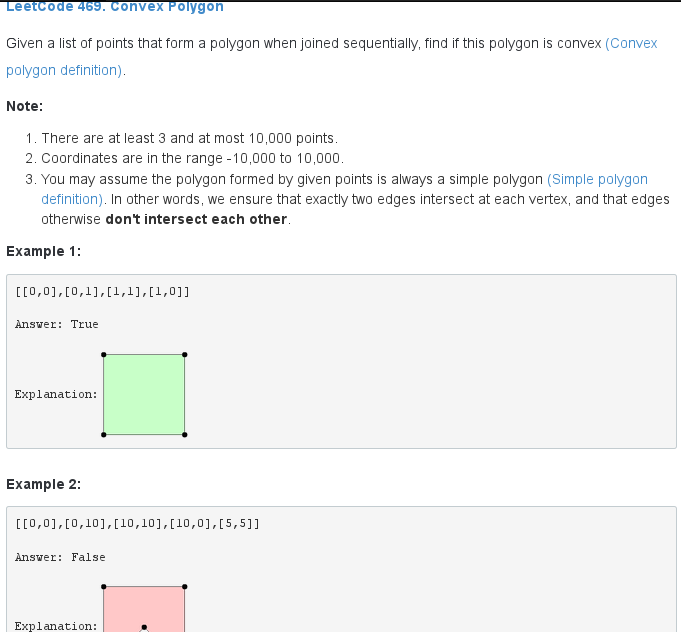 LeetCode 469. Convex Polygon
Given a list of points that form a polygon when joined sequentially, find if this polygon is convex (Convex
polygon definition).
Note:
1. There are at least 3 and at most 10,000 points.
2. Coordinates are in the range -10,000 to 10,000.
3. You may assume the polygon formed by given points is always a simple polygon (Simple polygon
definition). In other words, we ensure that exactly two edges intersect at each vertex, and that edges
otherwise don't intersect each other.
Example 1:
[[0,0],[0,1],[1,1],[1,0]]
Answer: True
Explanation:
Example 2:
[[0,0],[0,10],[10,10],[10,0],[5,5]]
Answer: False
Explanation: